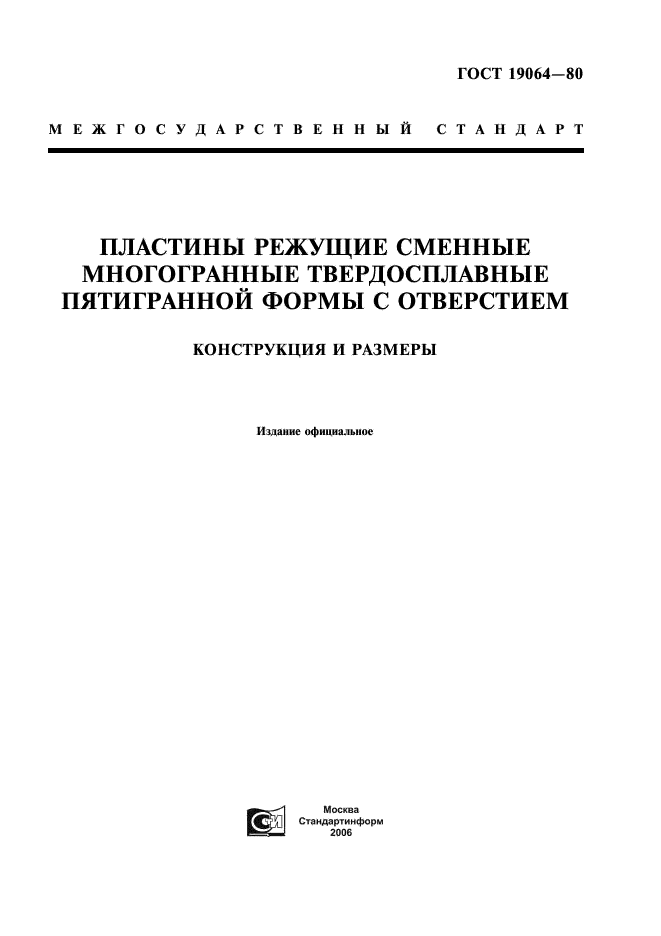 ГОСТ 19064—80
МЕЖГОСУДАРСТВЕННЫЙ СТАНДАРТ
ПЛАСТИНЫ РЕЖУЩИЕ СМЕННЫЕ
МНОГОГРАННЫЕ ТВЕРДОСПЛАВНЫЕ
ПЯТИГРАННОЙ ФОРМЫ С ОТВЕРСТИЕМ
КОНСТРУКЦИЯ И РАЗМЕРЫ
Издание официальное
Москва
Стандартинформ
2006